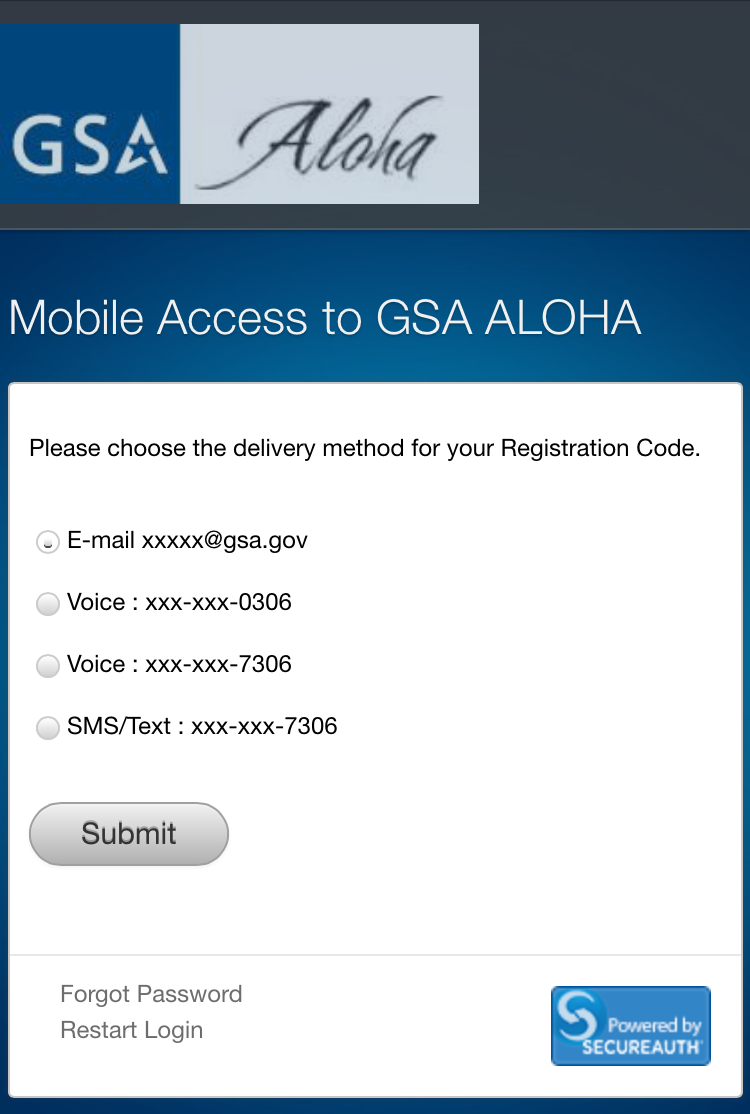 GSA Aloha
Mobile Access to GSA ALOHA
Please choose the delivery method for your Registration Code.
E-mail xxxxx@gsa.gov
Voice : xxx-xxx-0306
Voice : xxx-xxx-7306
SMS/Text : xxx-xxx-7306
Submit
Forgot Password
Restart Login
Powered by
SECUREAUTH